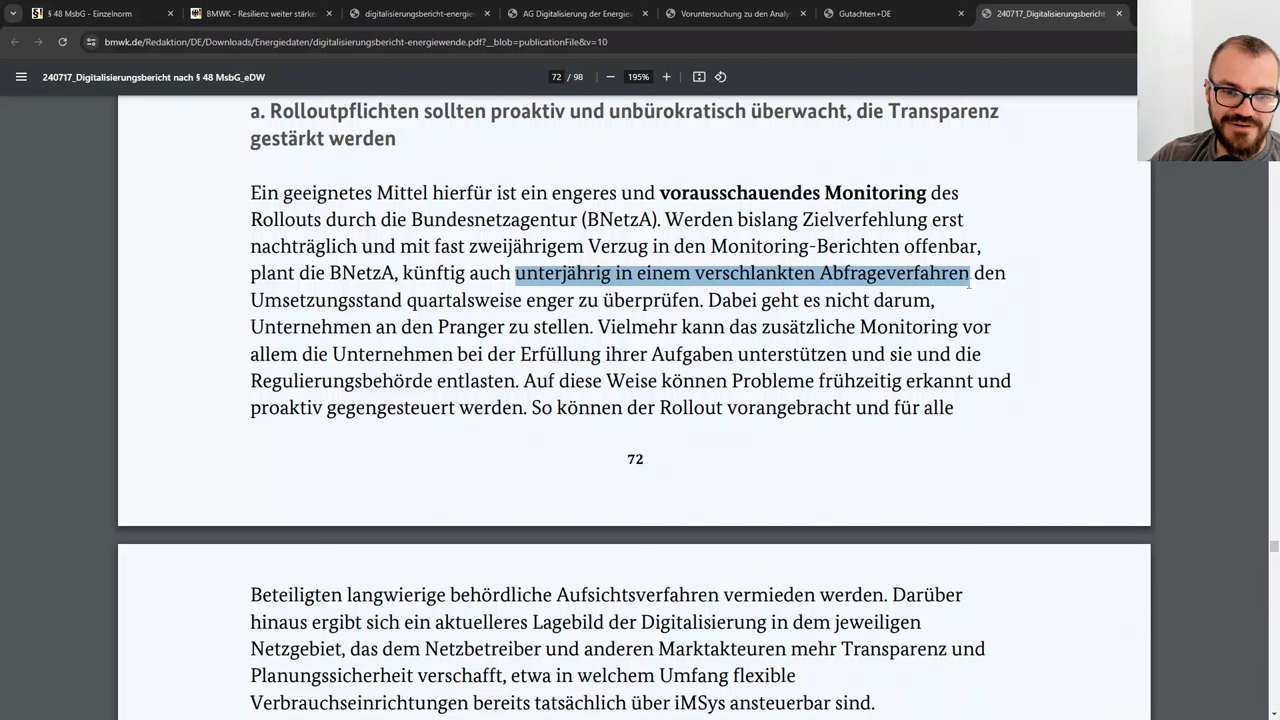 § 48 MsbG - Einzelnorm
BMWK - Resilienz weiter stärke
digitalisierungsbericht-energie
AG Digitalisierung der Energie
Voruntersuchung zu den Analy
Gutachten+DE
240717_Digitalisierungsbericht
bmwk.de/Redaktion/DE/Downloads/Energiedaten/digitalisierungsbericht-energiewende.pdf?__blob=publicationFile&v=10
240717_Digitalisierungsbericht nach § 48 MsbG_eDW
72 / 98
195%
a. Rolloutpflichten sollten proaktiv und unbürokratisch überwacht, die Transparenz
gestärkt werden
Ein geeignetes Mittel hierfür ist ein engeres und vorausschauendes Monitoring des
Rollouts durch die Bundesnetzagentur (BNetzA). Werden bislang Zielverfehlung erst
nachträglich und mit fast zweijährigem Verzug in den Monitoring-Berichten offenbar,
plant die BNetzA, künftig auch unterjährig in einem verschlankten Abfrageverfahren den
Umsetzungsstand quartalsweise enger zu überprüfen. Dabei geht es nicht darum,
Unternehmen an den Pranger zu stellen. Vielmehr kann das zusätzliche Monitoring vor
allem die Unternehmen bei der Erfüllung ihrer Aufgaben unterstützen und sie und die
Regulierungsbehörde entlasten. Auf diese Weise können Probleme frühzeitig erkannt und
proaktiv gegengesteuert werden. So können der Rollout vorangebracht und für alle
72
Beteiligten langwierige behördliche Aufsichtsverfahren vermieden werden. Darüber
hinaus ergibt sich ein aktuelleres Lagebild der Digitalisierung in dem jeweiligen
Netzgebiet, das dem Netzbetreiber und anderen Marktakteuren mehr Transparenz und
Planungssicherheit verschafft, etwa in welchem Umfang flexible
Verbrauchseinrichtungen bereits tatsächlich über iMSys ansteuerbar sind.